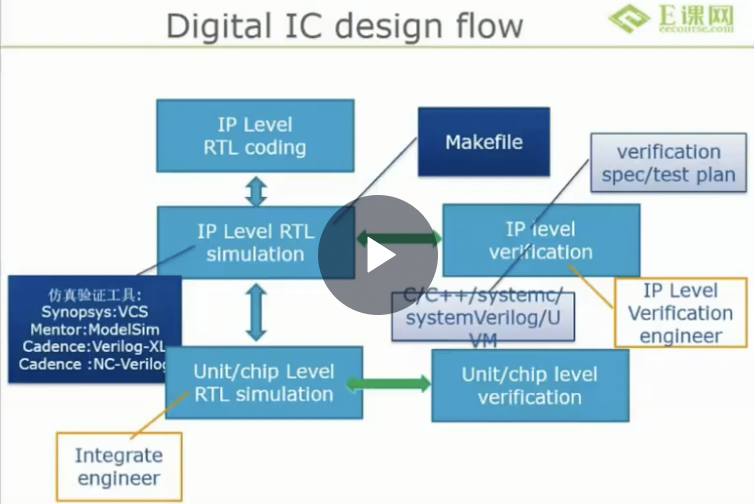 Digital IC design flow
E课网
eecourse.com
IP Level
RTL coding
Makefile
verification
spec/test plan
IP Level RTL
simulation
IP level
verification
仿真验证工具:
Synopsys:VCS
Mentor:ModelSim
Cadence:Verilog-XL
Cadence :NC-Verilog
C/C++/systemc/
systemVerilog/U
VM
IP Level
Verification
engineer
Unit/chip Level
RTL simulation
Unit/chip level
verification
Integrate
engineer